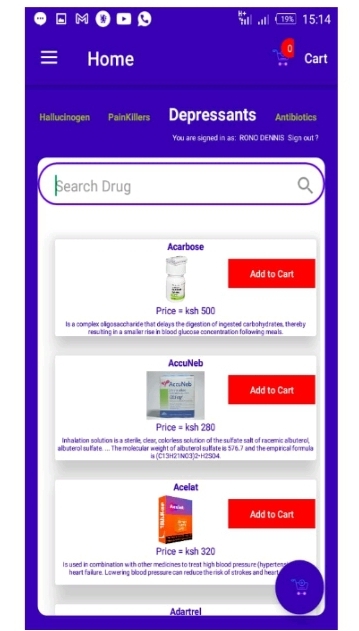 19%
15:14
Home
0
Cart
Hallucinogen PainKillers Depressants Antibiotics
You are signed in as: RONO DENNIS Sign out ?
Search Drug
Acarbose
Add to Cart
Price = ksh 500
Is a complex oligosaccharide that delays the digestion of ingested carbohydrates, thereby
resulting in a smaller rise in blood glucose concentration following meals.
AccuNeb
AccuNeb
Add to Cart
Price = ksh 280
Inhalation solution is a sterile, clear, colorless solution of the sulfate salt of racemic albuterol,
albuterol sulfate. ... The molecular weight of albuterol sulfate is 576.7 and the empirical formula
is (C13H21NO3)2•H2SO4.
Acelat
Add to Cart
Price = ksh 320
Is used in combination with other medicines to treat high blood pressure
heart failure. Lowering blood pressure can reduce the risk of strokes and heart
Adartrel